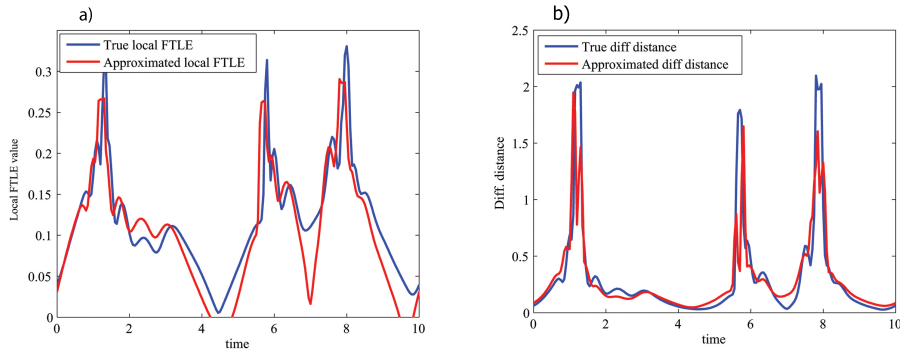 a)
True local FTLE
Approximated local FTLE
0.3
0.25
0.2
0.15
0.1
0.05
0
0 2 4 6 8 10
time
Local FTLE value
b)
True diff distance
Approximated diff distance
2.5
2
1.5
1
0.5
0
0 2 4 6 8 10
time
Diff. distance